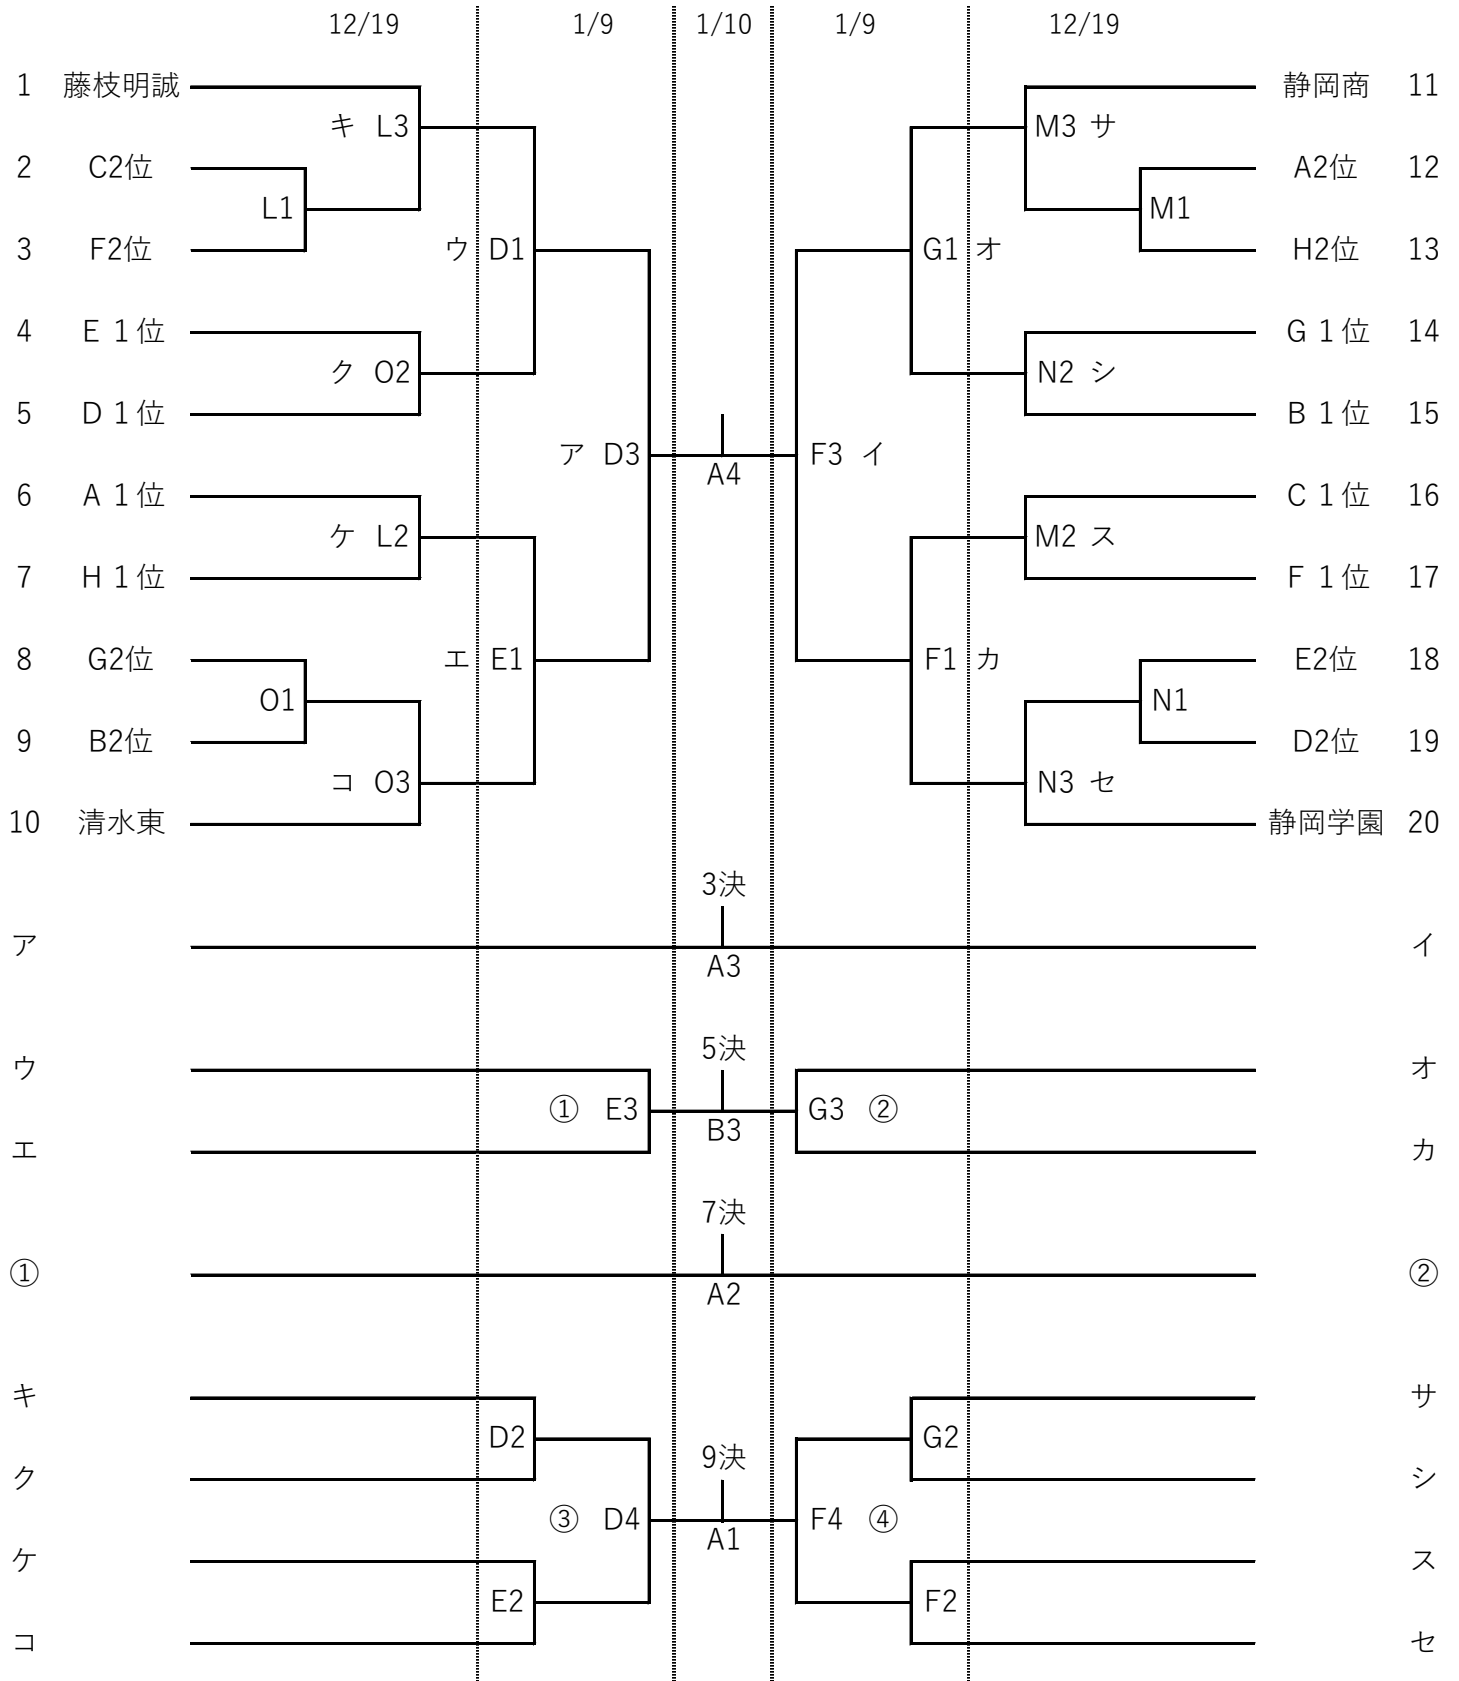 12/19 1/9 1/10 1/9 12/19
1 藤枝明誠 静岡商 11
キ L3 M3 サ
2 C2位 A2位 12
L1 M1
3 F2位 ウ D1 G1 オ H2位 13
4 E 1位 G 1位 14
ク O2 N2 シ
5 D 1位 B 1位 15
ア D3 A4 F3 イ
6 A 1位 C 1位 16
ケ L2 M2 ス
7 H 1位 F 1位 17
8 G2位 エ E1 F1 カ E2位 18
O1 N1
9 B2位 D2位 19
コ O3 N3 セ
10 清水東 静岡学園 20
3決
ア イ
A3
5決
ウ オ
① E3 B3 G3 ②
エ カ
7決
① ②
A2
キ サ
D2 G2
9決
ク シ
③ D4 A1 F4 ④
ケ ス
E2 F2
コ セ